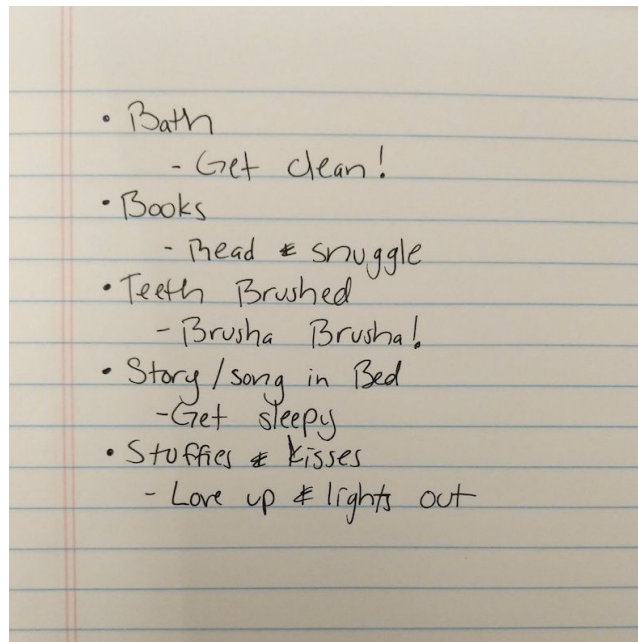 • Bath
- Get clean!
• Books
- Read & snuggle
• Teeth Brushed
- Brusha Brusha!
• Story/song in Bed
-Get sleepy
• Stuffies & kisses
- Love up & lights out